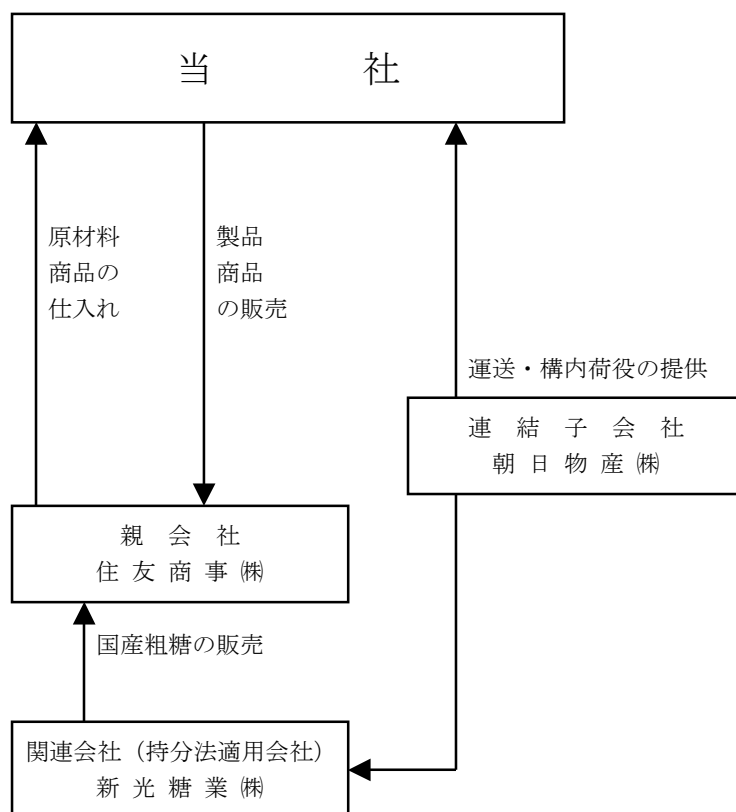 当 社
原材料
商品の
仕入れ
製品
商品
の販売
運送・構内荷役の提供
連 結 子 会 社
朝 日 物 産 ㈱
親 会 社
住 友 商 事 ㈱
国産粗糖の販売
関連会社（持分法適用会社）
新 光 糖 業 ㈱